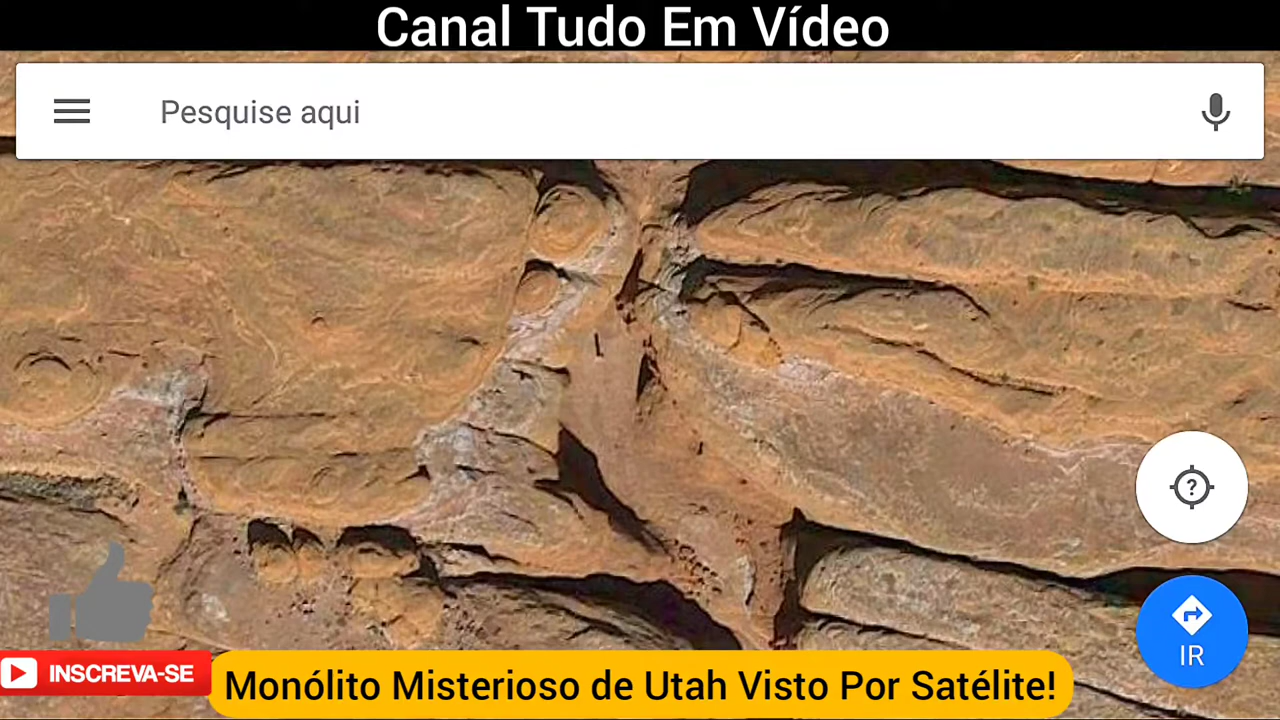 Canal Tudo Em Vídeo
Pesquise aqui
?
IR
INSCREVA-SE
Monólito Misterioso de Utah Visto Por Satélite!